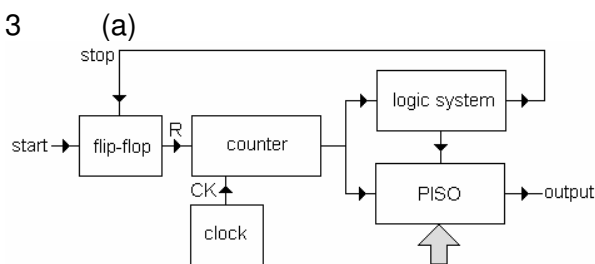 3 (a)
stop
logic system
start
flip-flop
R
counter
CK
PISO
output
clock